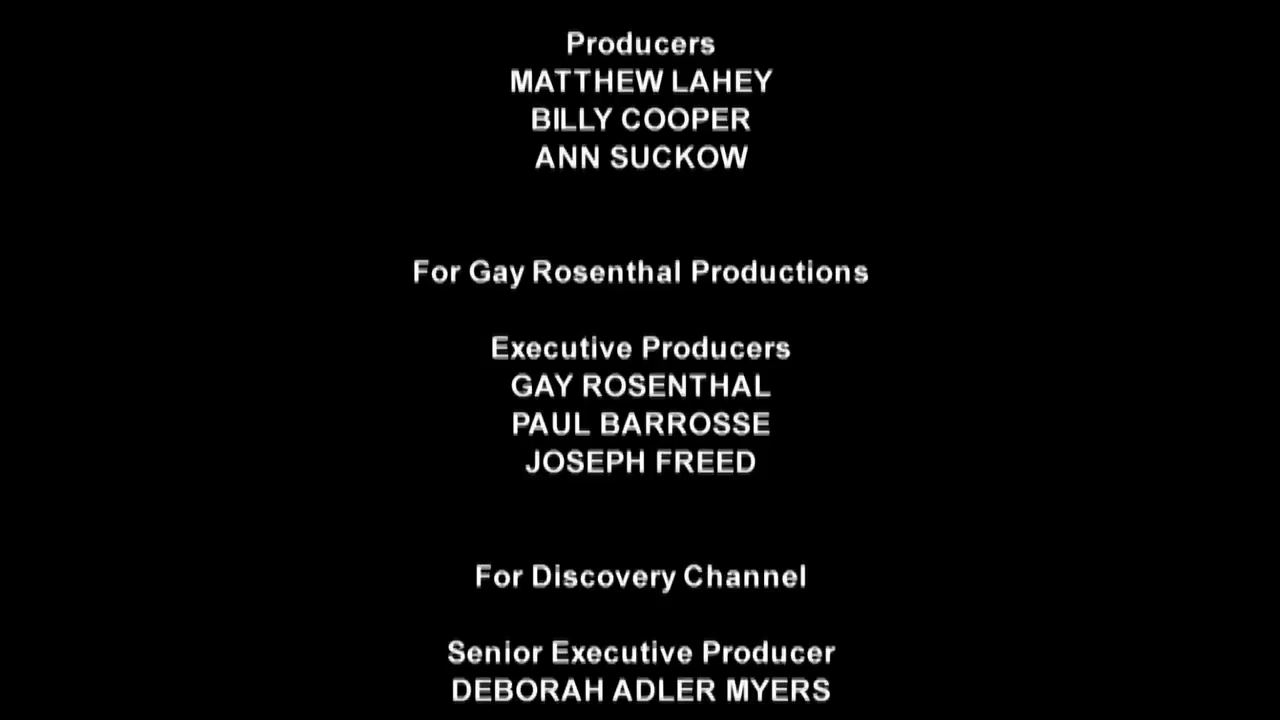 Producers
MATTHEW LAHEY
BILLY COOPER
ANN SUCKOW
For Gay Rosenthal Productions
Executive Producers
GAY ROSENTHAL
PAUL BARROSSE
JOSEPH FREED
For Discovery Channel
Senior Executive Producer
DEBORAH ADLER MYERS